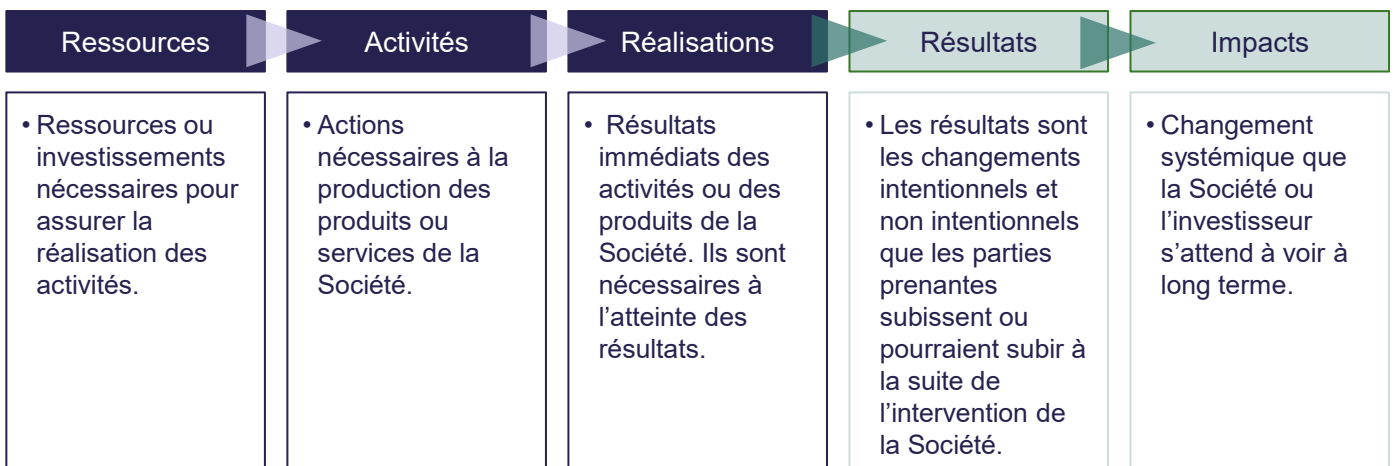 Ressources
Activités
Réalisations
Résultats
Impacts
• Ressources ou
investissements
nécessaires pour
assurer la
réalisation des
activités.
• Actions
nécessaires à la
production des
produits ou
services de la
Société.
• Résultats
immédiats des
activités ou des
produits de la
Société. Ils sont
nécessaires à
l’atteinte des
résultats.
• Les résultats sont
les changements
intentionnels et
non intentionnels
que les parties
prenantes
subissent ou
pourraient subir à
la suite de
l’intervention de
la Société.
• Changement
systémique que
la Société ou
l’investisseur
s’attend à voir à
long terme.